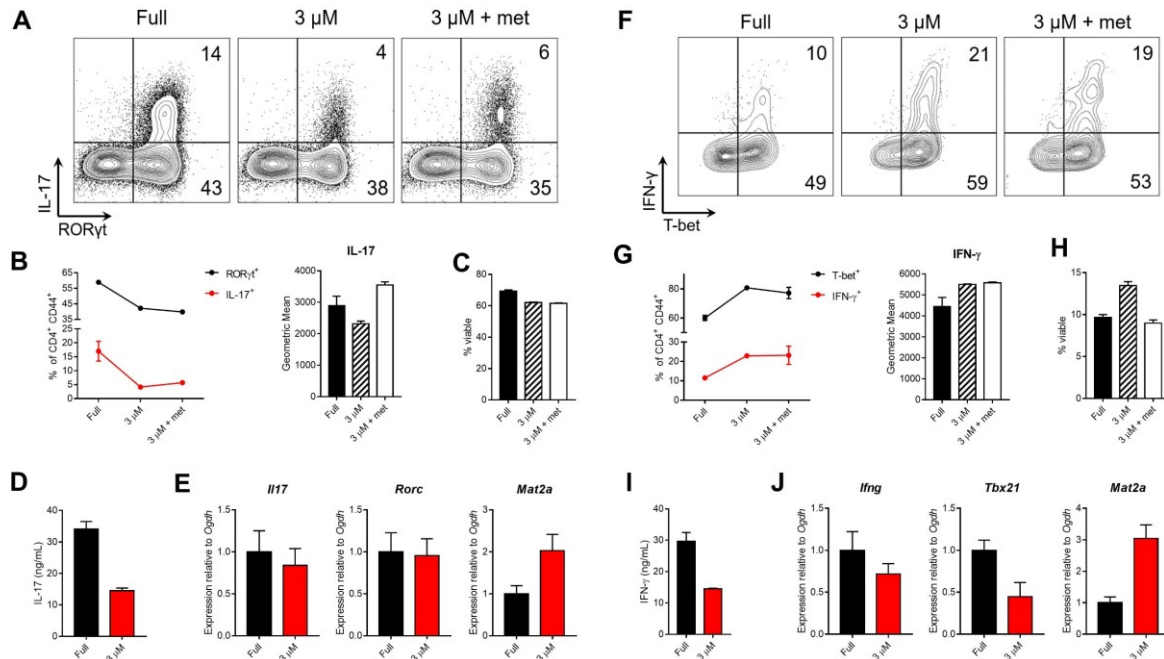 A
Full
3 µM
3 µM + met
14
4
6
43
38
35
IL-17
RORγt
B
RORγt+
IL-17+
% of CD4+ CD44+
65
55
45
35
25
20
15
10
5
0
Full
3 µM
3 µM + met
IL-17
Geometric Mean
4000
3000
2000
1000
0
Full
3 µM
3 µM + met
C
% viable
80
60
40
20
0
Full
3 µM
3 µM + met
D
IL-17 (ng/mL)
40
30
20
10
0
Full
3 µM
E
Il17
Expression relative to Ogdh
1.5
1.0
0.5
0.0
Full
3 µM
Rorc
Expression relative to Ogdh
1.5
1.0
0.5
0.0
Full
3 µM
Mat2a
Expression relative to Ogdh
3
2
1
0
Full
3 µM
F
Full
3 µM
3 µM + met
10
21
19
49
59
53
IFN-γ
T-bet
G
T-bet+
IFN-γ+
% of CD4+ CD44+
80
60
40
30
20
10
0
Full
3 µM
3 µM + met
IFN-γ
Geometric Mean
6000
5000
4000
3000
2000
1000
0
Full
3 µM
3 µM + met
H
% viable
15
10
5
0
Full
3 µM
3 µM + met
I
IFN-γ (ng/mL)
40
30
20
10
0
Full
3 µM
J
Ifng
Expression relative to Ogdh
1.5
1.0
0.5
0.0
Full
3 µM
Tbx21
Expression relative to Ogdh
1.5
1.0
0.5
0.0
Full
3 µM
Mat2a
Expression relative to Ogdh
4
3
2
1
0
Full
3 µM